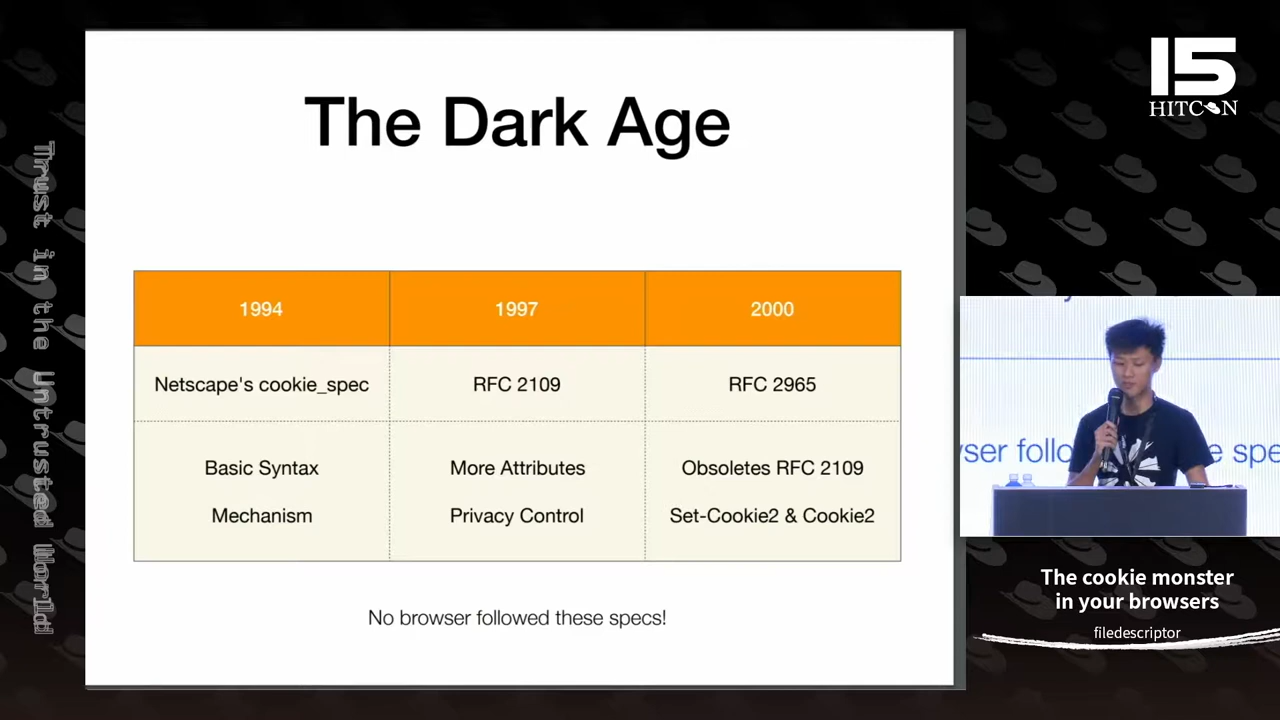 The Dark Age
1994
1997
2000
Netscape's cookie_spec
RFC 2109
RFC 2965
Basic Syntax
More Attributes
Obsoletes RFC 2109
Mechanism
Privacy Control
Set-Cookie2 & Cookie2
No browser followed these specs!
Thrust in the Untrusted World
15
HITCON
ser follo
e spe
The cookie monster
in your browsers
filedescriptor